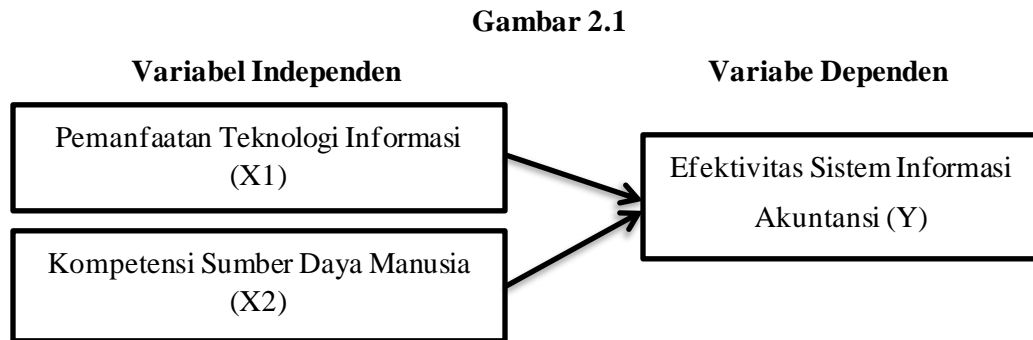 Gambar 2.1
Variabel Independen
Variabe Dependen
Pemanfaatan Teknologi Informasi
(X1)
Efektivitas Sistem Informasi
Akuntansi (Y)
Kompetensi Sumber Daya Manusia
(X2)